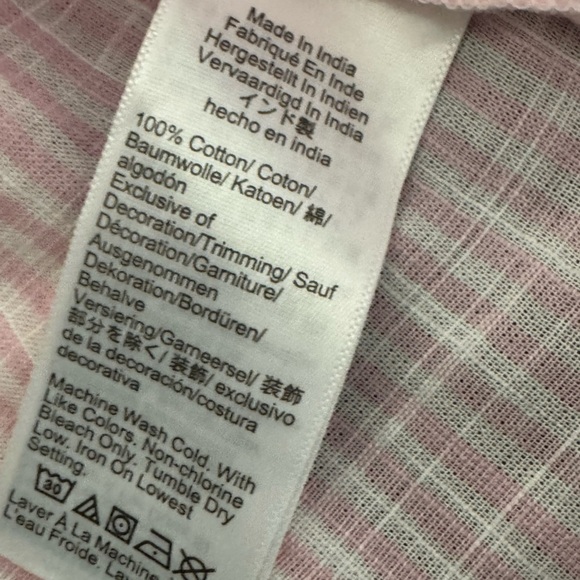 Made In India
Fabriqué En Inde
Hergestellt In Indien
Vervaardigd In India
インド製
hecho en india
100% Cotton/ Coton/
Baumwolle/ Katoen/ 綿/
algodón
Exclusive of
Decoration/Trimming/ Sauf
Décoration/Garniture/
Ausgenommen
Dekoration/Bordüren/
Behalve
Versiering/Garneersel/ 装飾
部分を除く/ 装飾/ exclusivo
de la decoración/costura
decorativa
Machine Wash Cold. With
Like Colors. Non-chlorine
Bleach Only. Tumble Dry
Low. Iron On Lowest
Setting.
30
Laver À La Machine
L'eau Froide.